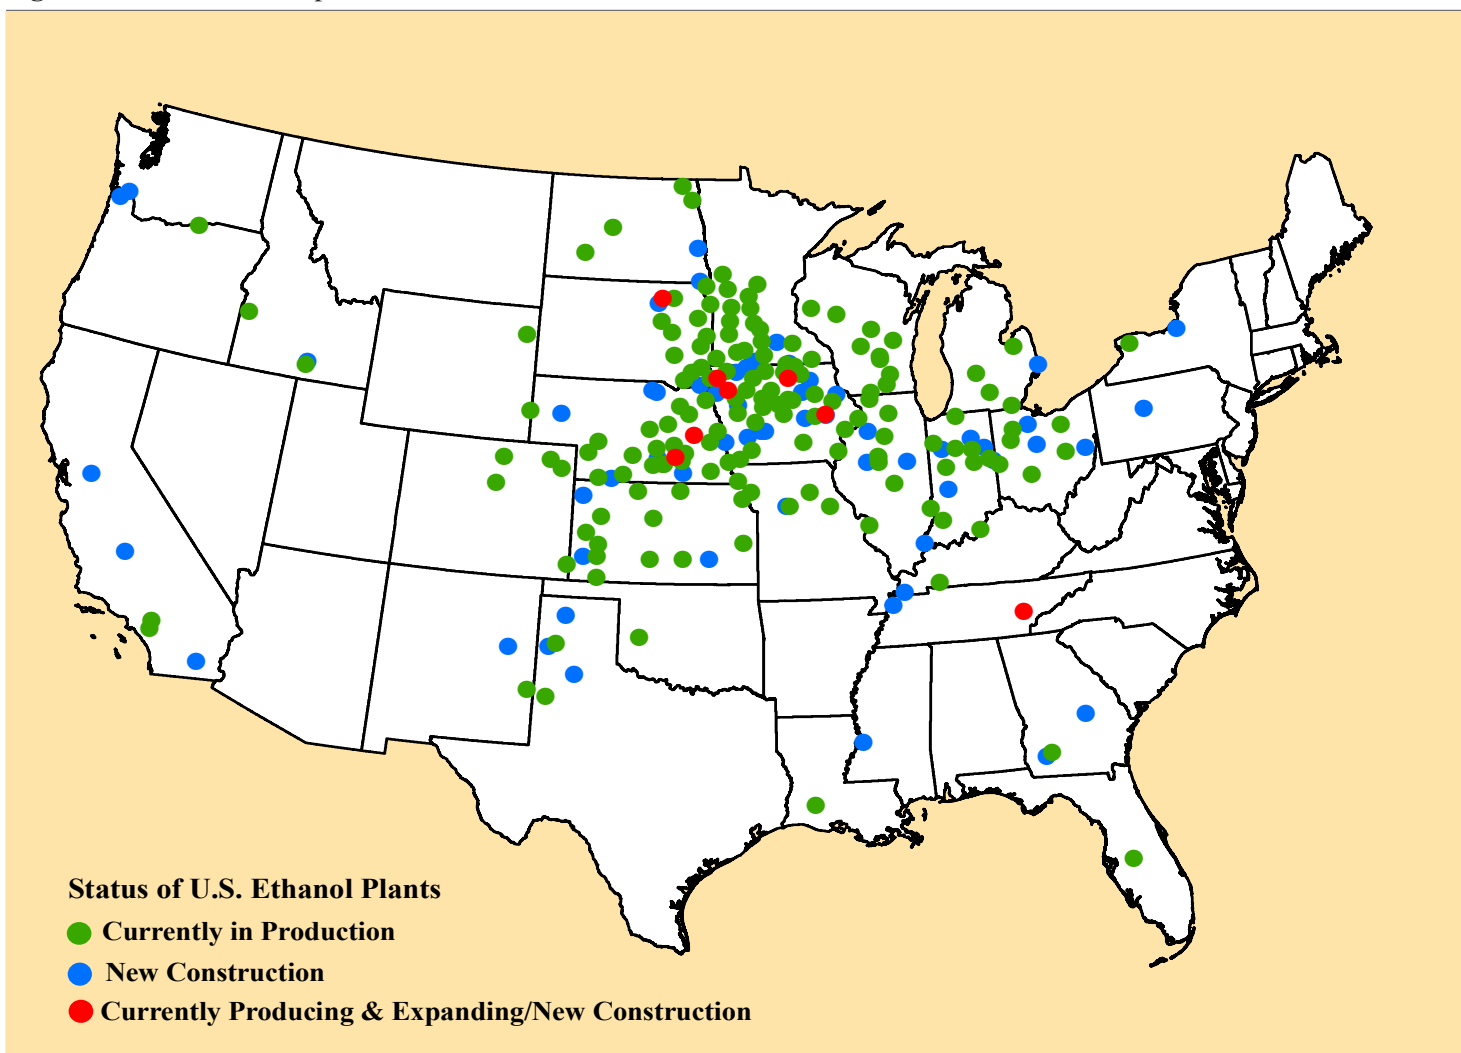 Status of U.S. Ethanol Plants
Currently in Production
New Construction
Currently Producing & Expanding/New Construction